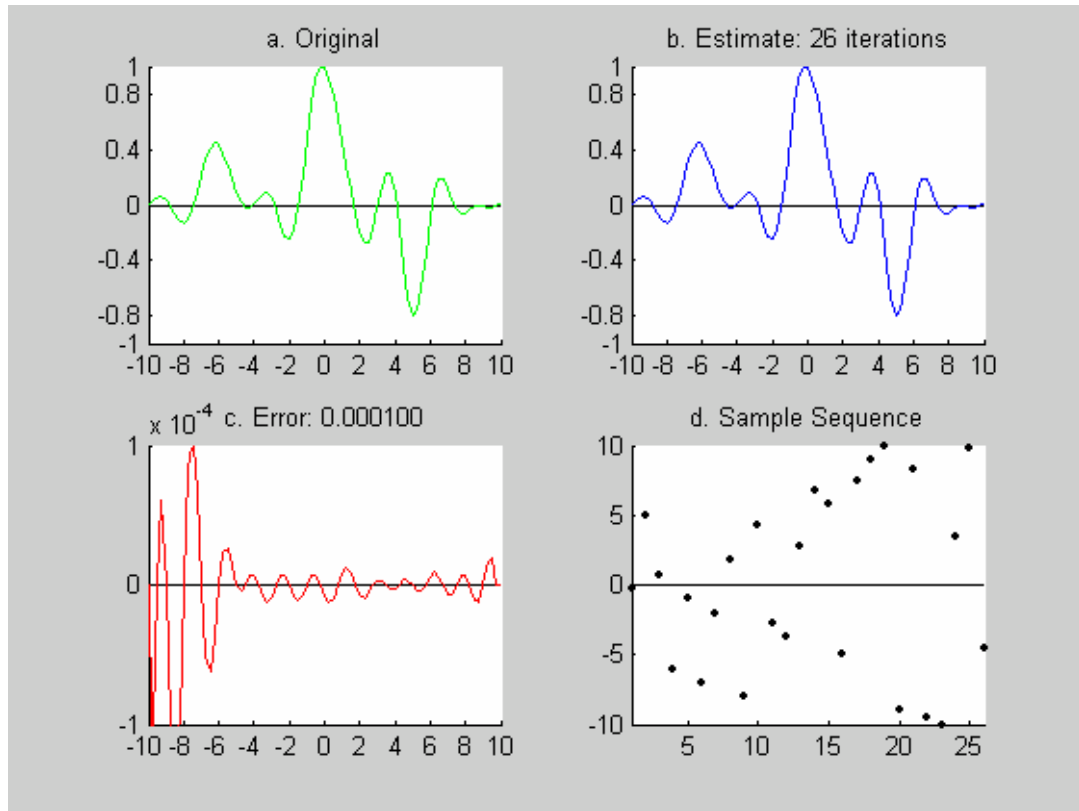 a. Original
1
0.8
0.4
0
-0.4
-0.8
-1
-10 -8 -6 -4 -2 0 2 4 6 8 10
b. Estimate: 26 iterations
1
0.8
0.4
0
-0.4
-0.8
-1
-10 -8 -6 -4 -2 0 2 4 6 8 10
x 10-4 c. Error: 0.000100
1
0
-1
-10 -8 -6 -4 -2 0 2 4 6 8 10
d. Sample Sequence
10
5
0
-5
-10
5 10 15 20 25